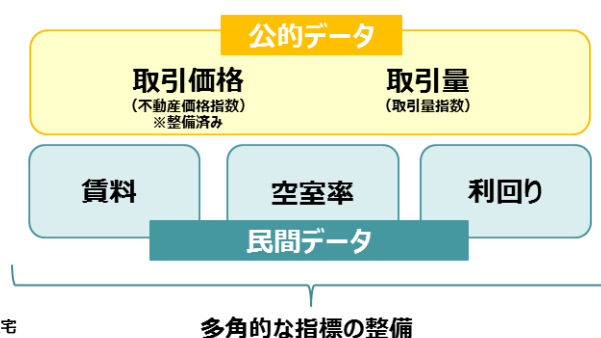 公的データ
取引価格
（不動産価格指数）
※整備済み
取引量
（取引量指数）
賃料
空室率
利回り
民間データ
宅
多角的な指標の整備